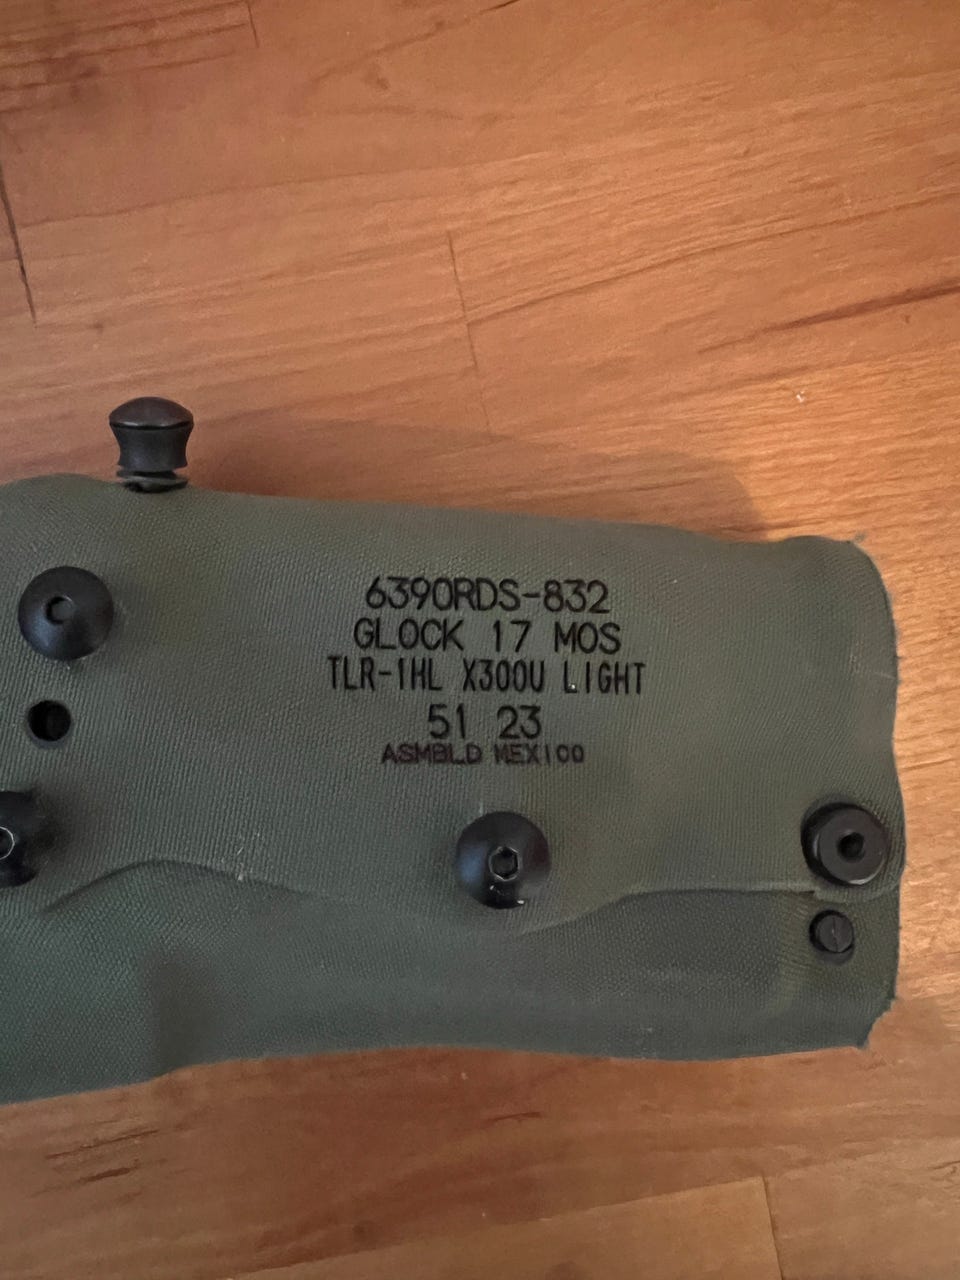 6390RDS-832
GLOCK 17 MOS
TLR-1HL X300U LIGHT
51 23
ASMBLD MEXICO